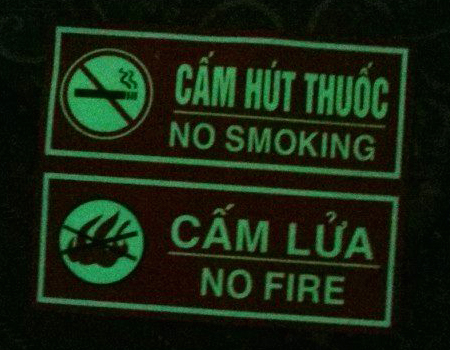 CẤM HÚT THUỐC
NO SMOKING
CẤM LỬA
NO FIRE